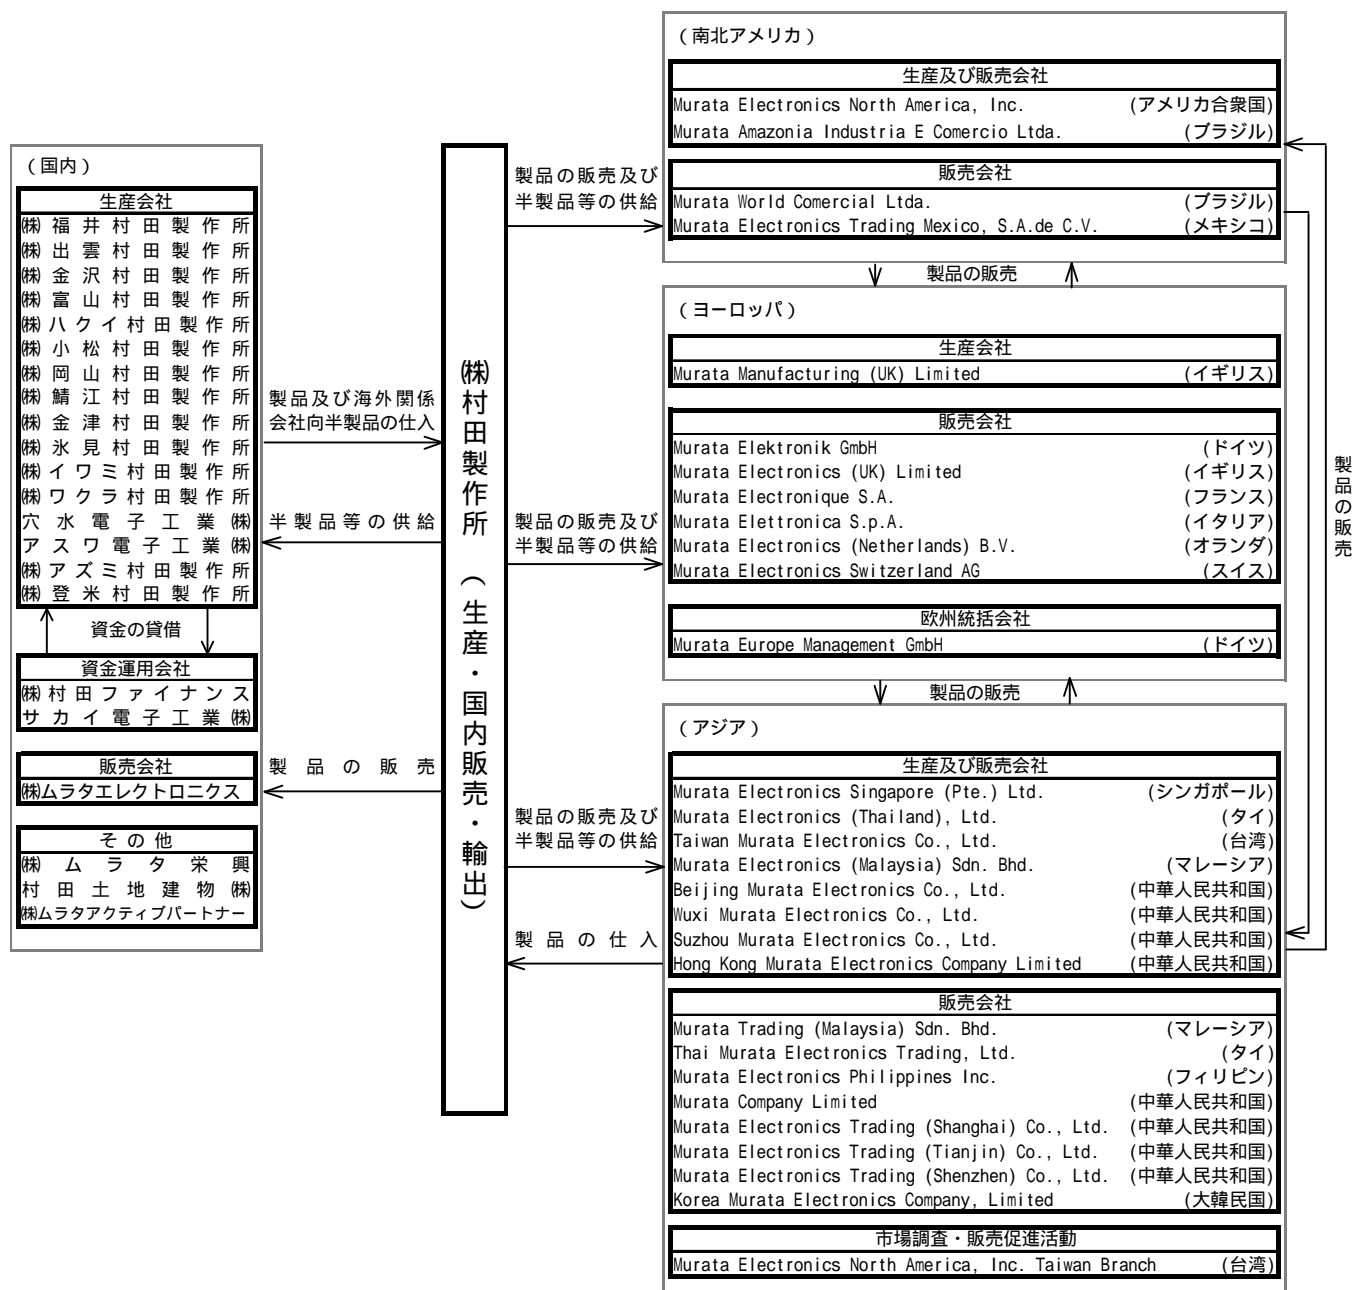 (国内)
生産会社
㈱福井村田製作所
㈱出雲村田製作所
㈱金沢村田製作所
㈱富山村田製作所
㈱ハクイ村田製作所
㈱小松村田製作所
㈱岡山村田製作所
㈱鯖江村田製作所
㈱金津村田製作所
㈱氷見村田製作所
㈱イワミ村田製作所
㈱ワクラ村田製作所
穴水電子工業㈱
アスワ電子工業㈱
㈱アズミ村田製作所
㈱登米村田製作所
資金の貸借
資金運用会社
㈱村田ファイナンス
サカイ電子工業㈱
販売会社
㈱ムラタエレクトロニクス
その他
㈱ムラタ栄興
村田土地建物㈱
㈱ムラタアクティブパートナー
製品及び海外関係
会社向半製品の仕入
半製品等の供給
製品の販売
㈱村田製作所 (生産・国内販売・輸出)
製品の販売及び
半製品等の供給
製品の販売及び
半製品等の供給
製品の販売及び
半製品等の供給
製品の仕入
(南北アメリカ)
生産及び販売会社
Murata Electronics North America, Inc. (アメリカ合衆国)
Murata Amazonia Industria E Comercio Ltda. (ブラジル)
販売会社
Murata World Comercial Ltda. (ブラジル)
Murata Electronics Trading Mexico, S.A.de C.V. (メキシコ)
製品の販売
(ヨーロッパ)
生産会社
Murata Manufacturing (UK) Limited (イギリス)
販売会社
Murata Elektronik GmbH (ドイツ)
Murata Electronics (UK) Limited (イギリス)
Murata Electronique S.A. (フランス)
Murata Elettronica S.p.A. (イタリア)
Murata Electronics (Netherlands) B.V. (オランダ)
Murata Electronics Switzerland AG (スイス)
欧州統括会社
Murata Europe Management GmbH (ドイツ)
製品の販売
(アジア)
生産及び販売会社
Murata Electronics Singapore (Pte.) Ltd. (シンガポール)
Murata Electronics (Thailand), Ltd. (タイ)
Taiwan Murata Electronics Co., Ltd. (台湾)
Murata Electronics (Malaysia) Sdn. Bhd. (マレーシア)
Beijing Murata Electronics Co., Ltd. (中華人民共和国)
Wuxi Murata Electronics Co., Ltd. (中華人民共和国)
Suzhou Murata Electronics Co., Ltd. (中華人民共和国)
Hong Kong Murata Electronics Company Limited (中華人民共和国)
販売会社
Murata Trading (Malaysia) Sdn. Bhd. (マレーシア)
Thai Murata Electronics Trading, Ltd. (タイ)
Murata Electronics Philippines Inc. (フィリピン)
Murata Company Limited (中華人民共和国)
Murata Electronics Trading (Shanghai) Co., Ltd. (中華人民共和国)
Murata Electronics Trading (Tianjin) Co., Ltd. (中華人民共和国)
Murata Electronics Trading (Shenzhen) Co., Ltd. (中華人民共和国)
Korea Murata Electronics Company, Limited (大韓民国)
市場調査・販売促進活動
Murata Electronics North America, Inc. Taiwan Branch (台湾)
製品の販売